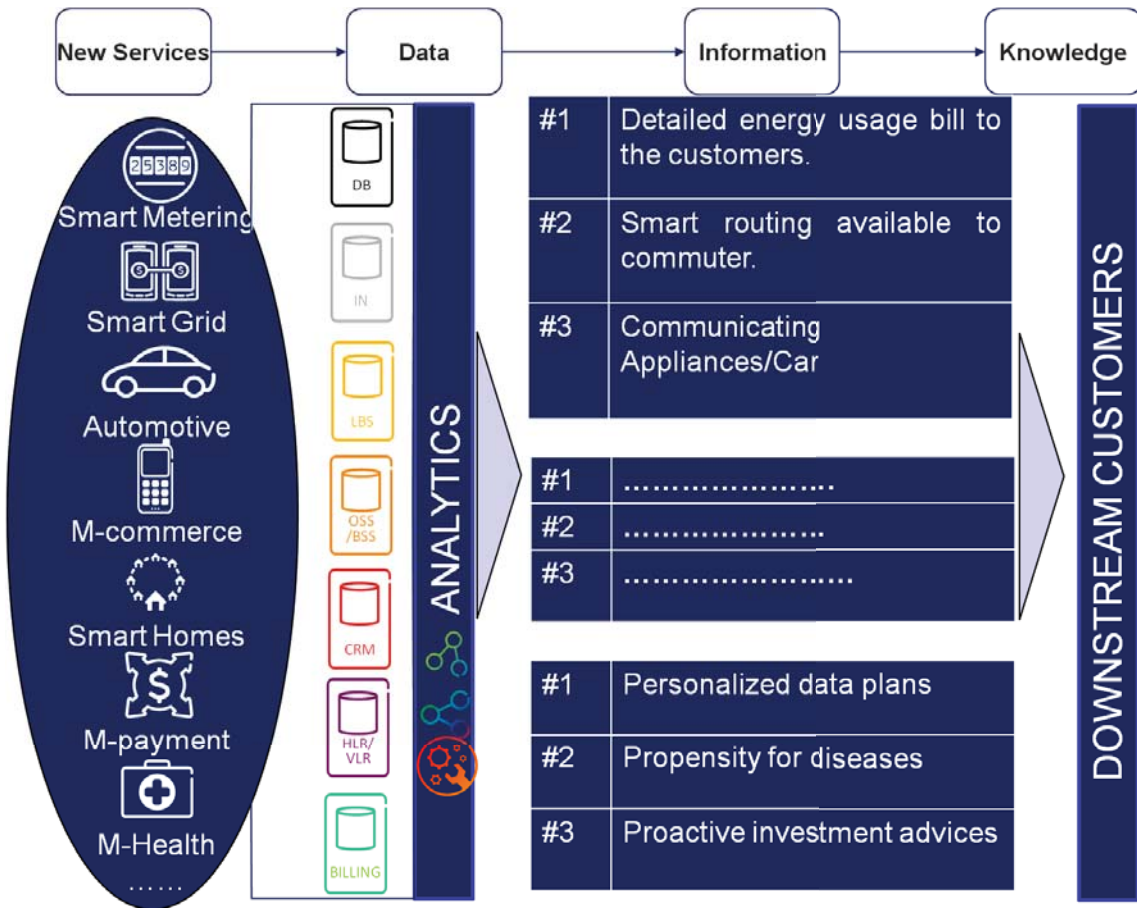 New Services
Data
Information
Knowledge
25389
Smart Metering
$ $
Smart Grid
Automotive
M-commerce
Smart Homes
$
M-payment
M-Health
......
DB
IN
LBS
OSS
/BSS
CRM
HLR/
VLR
BILLING
ANALYTICS
#1 Detailed energy usage bill to
the customers.
#2 Smart routing available to
commuter.
#3 Communicating
Appliances/Car
#1 ........................
#2 .......................
#3 ..........................
#1 Personalized data plans
#2 Propensity for diseases
#3 Proactive investment advices
DOWNSTREAM CUSTOMERS